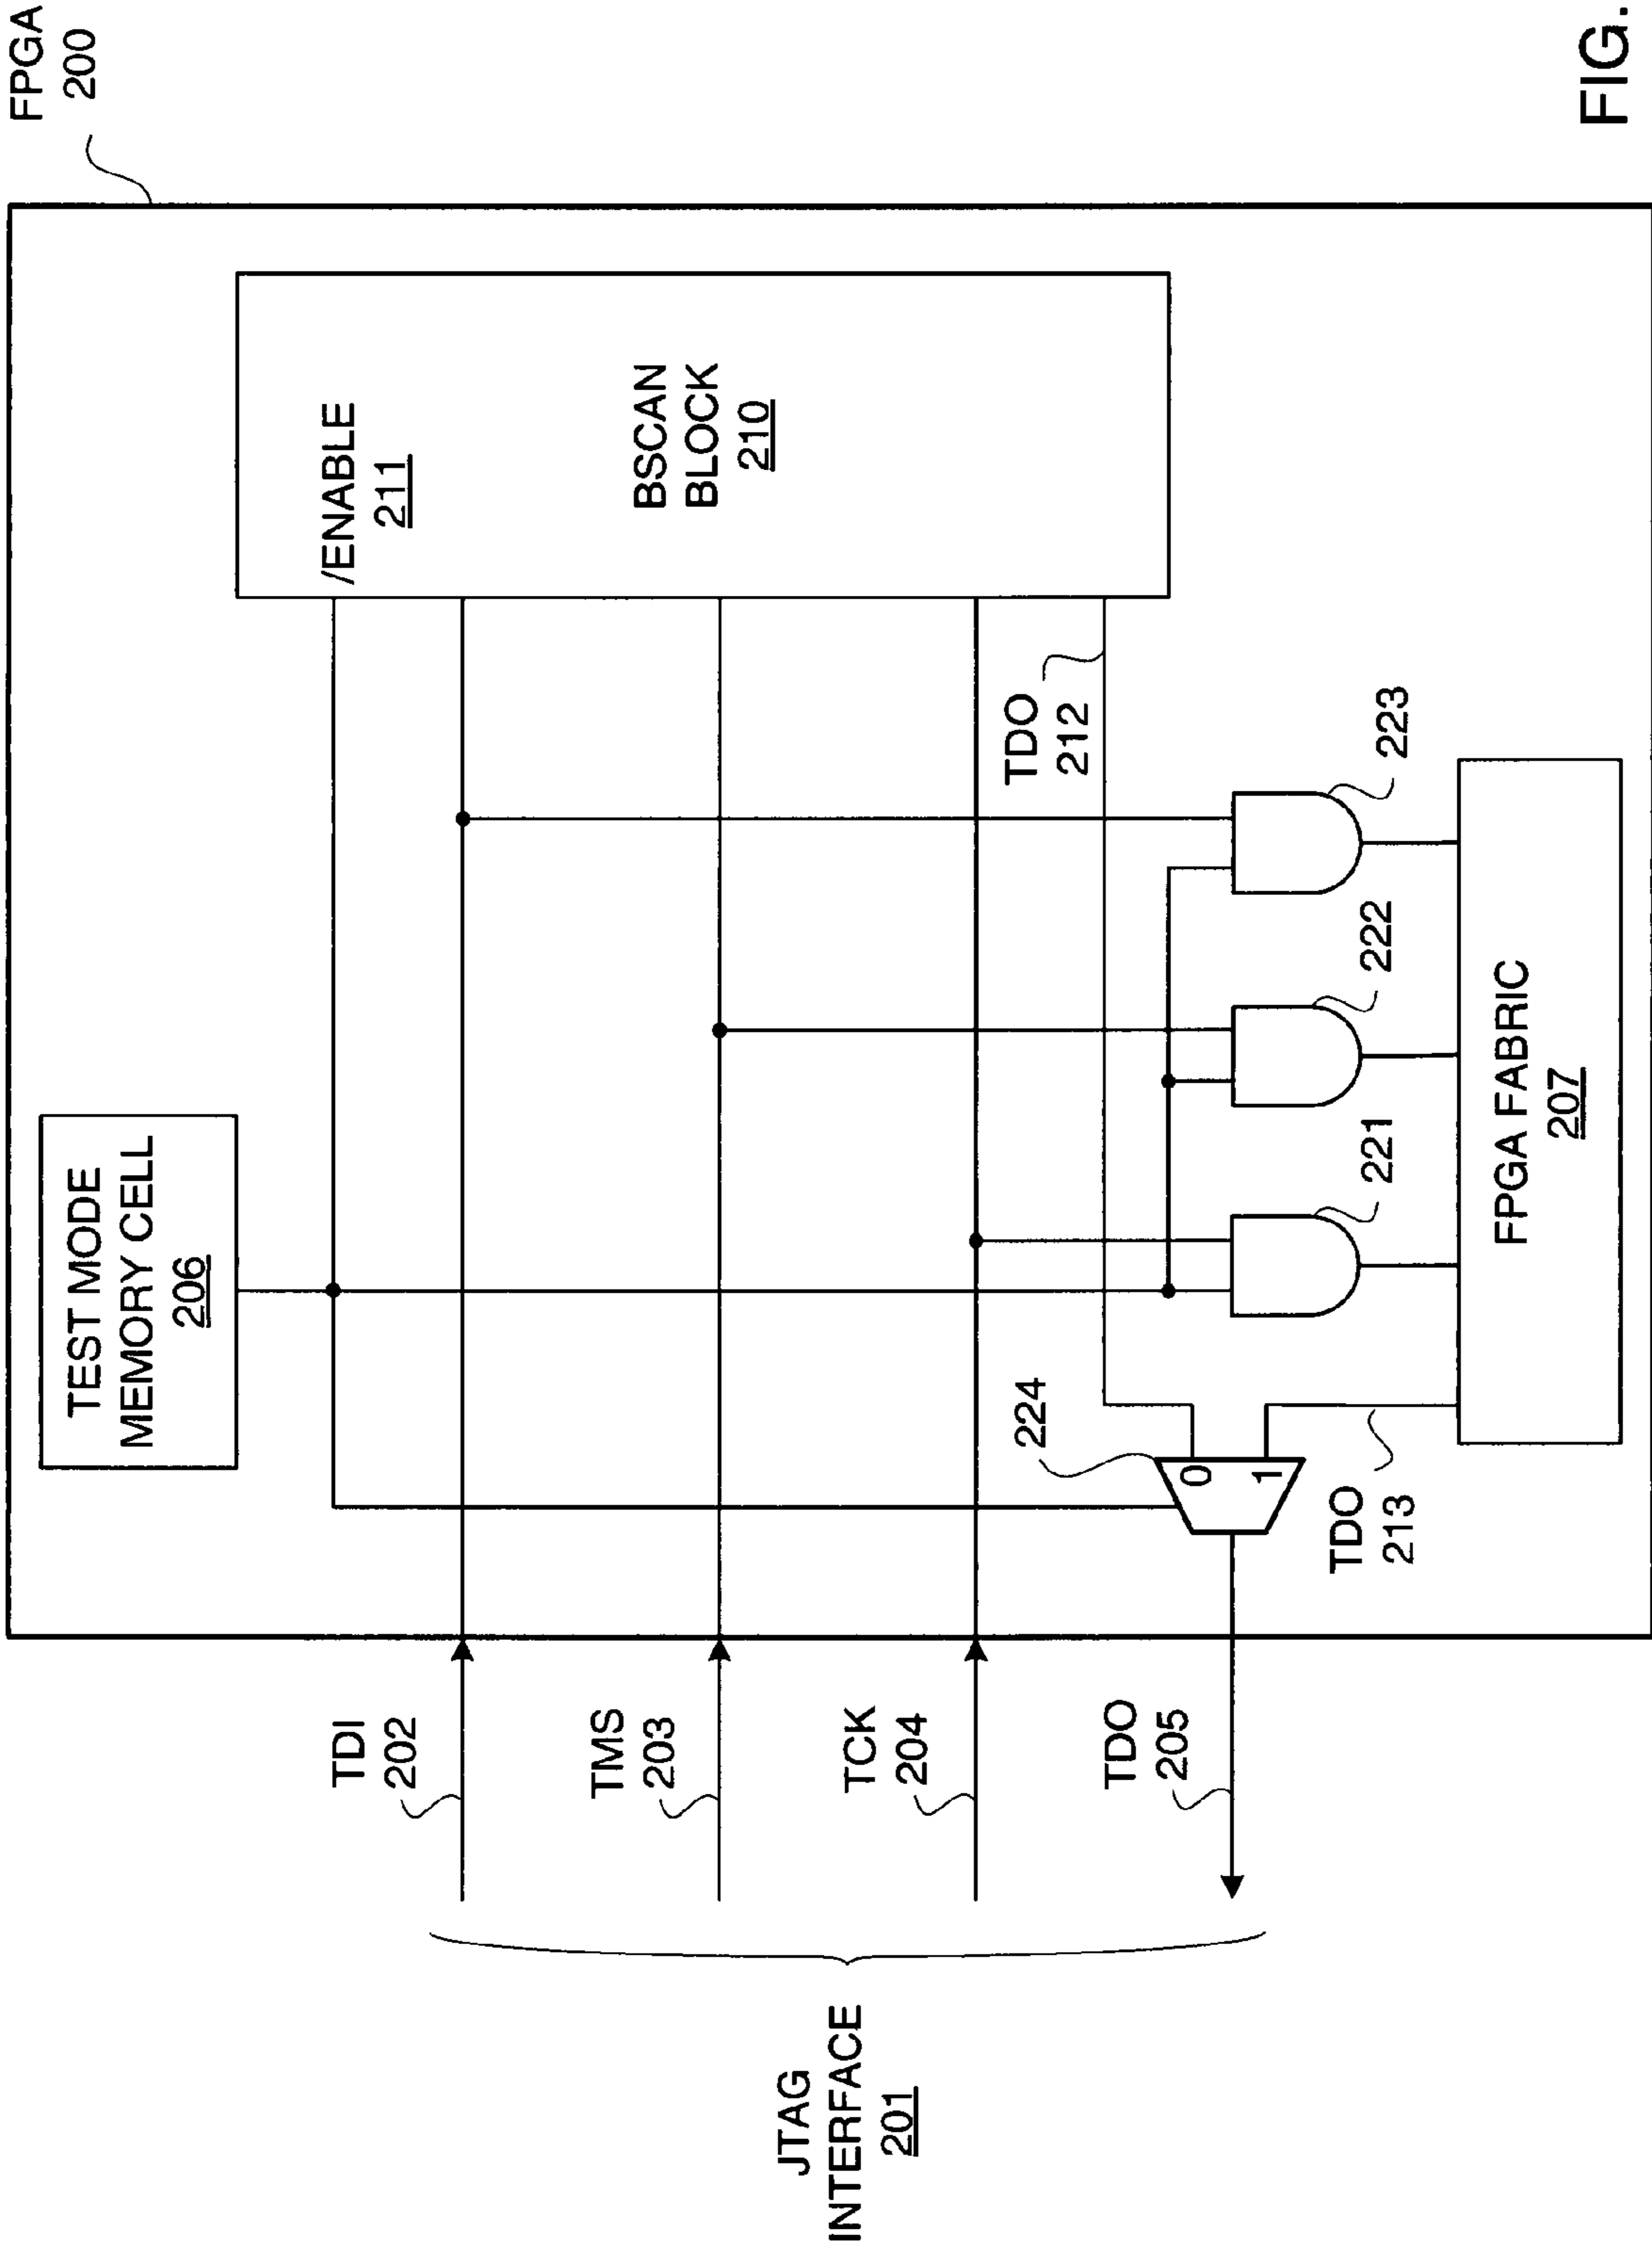 FPGA
200
TEST MODE
MEMORY CELL
206
/ENABLE
211
BSCAN
BLOCK
210
TDI
202
TMS
203
TCK
204
TDO
205
JTAG
INTERFACE
201
TDO
212
224
0
1
TDO
213
221
222
223
FPGA FABRIC
207
FIG.